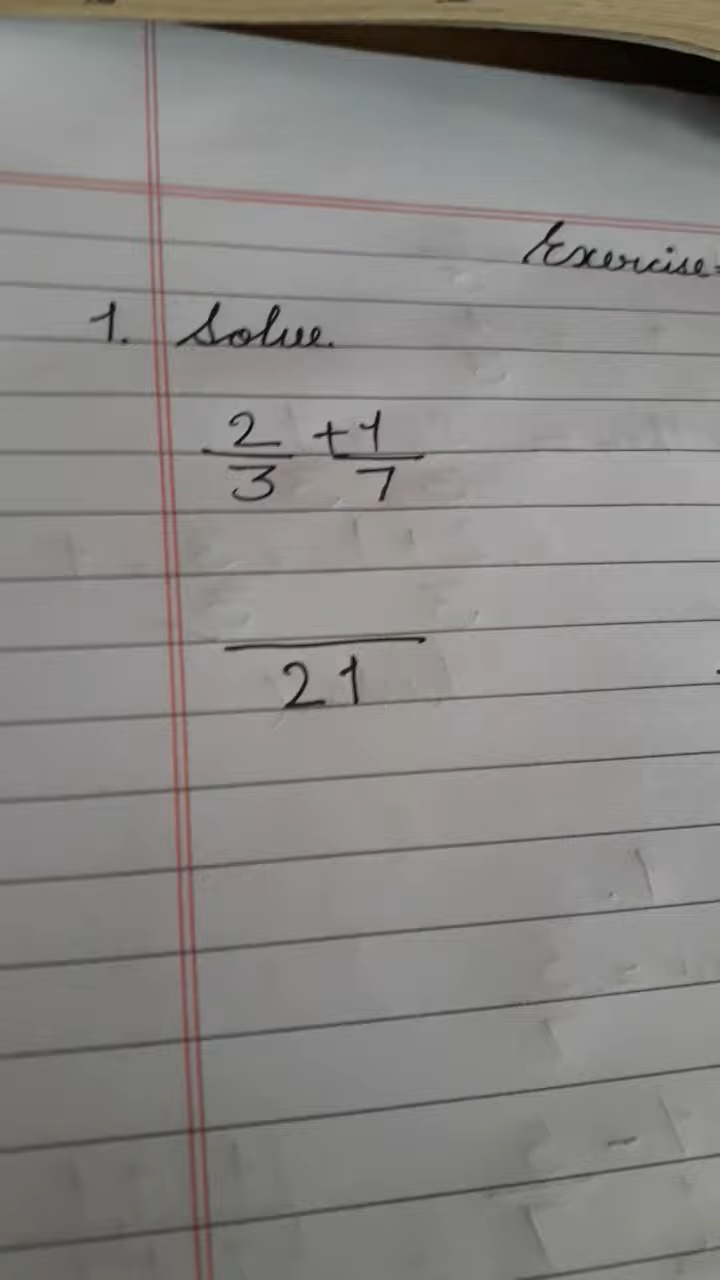 Exercise-
1. Solve.
2/3 + 1/7
/21